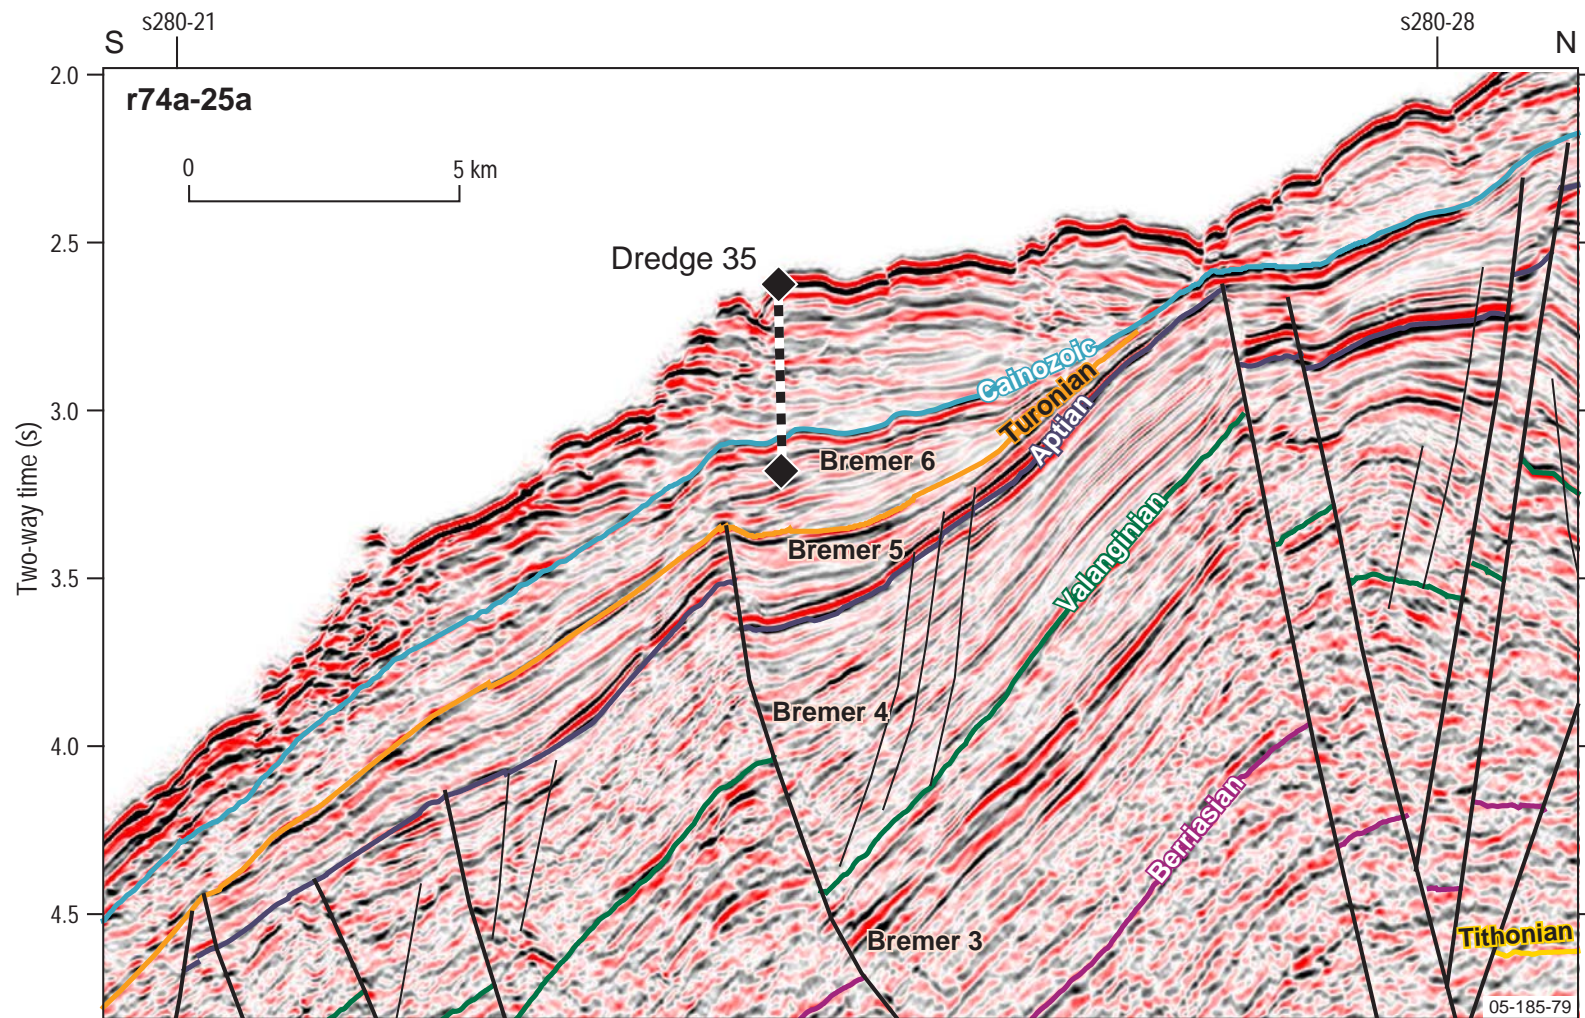 s280-21
s280-28
S
N
2.0
r74a-25a
0
5 km
2.5
Dredge 35
3.0
Cainozoic
Turonian
Aptian
Bremer 6
Two-way time (s)
Bremer 5
Valanginian
3.5
Bremer 4
4.0
Berriasian
4.5
Bremer 3
Tithonian
05-185-79